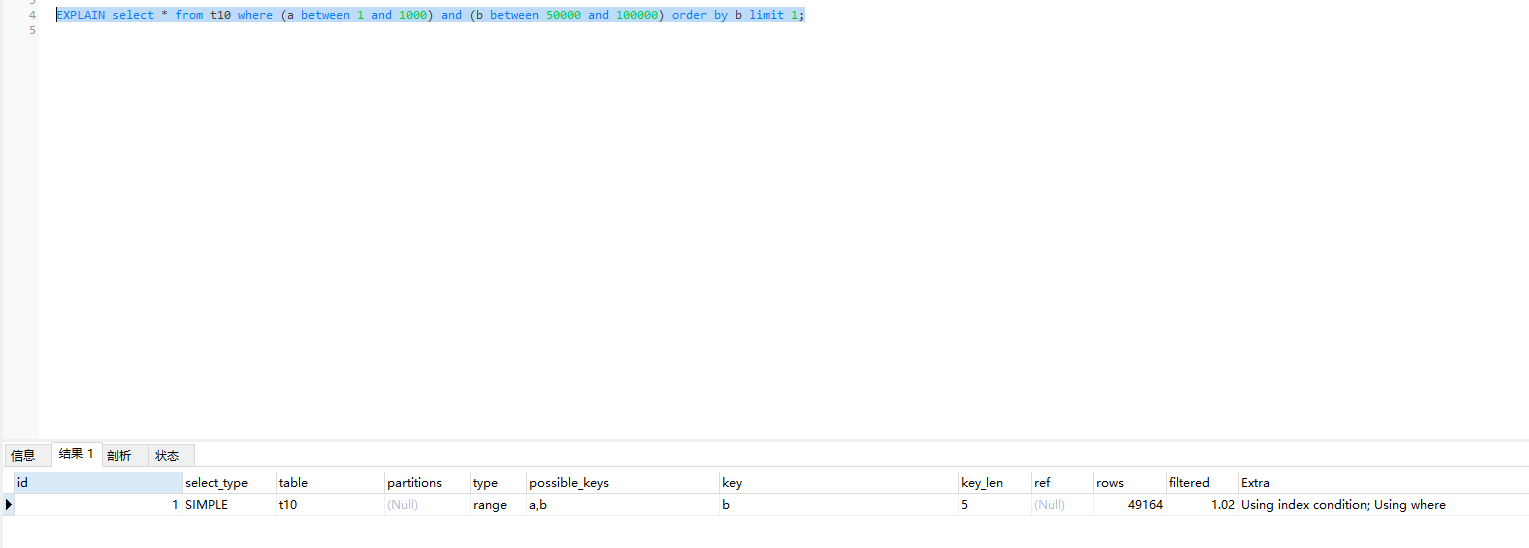 4 EXPLAIN select * from t10 where (a between 1 and 1000) and (b between 50000 and 100000) order by b limit 1;
5
信息 结果 1 剖析 状态
id select_type table partitions type possible_keys key key_len ref rows filtered Extra
1 SIMPLE t10 (Null) range a,b b 5 (Null) 49164 1.02 Using index condition; Using where